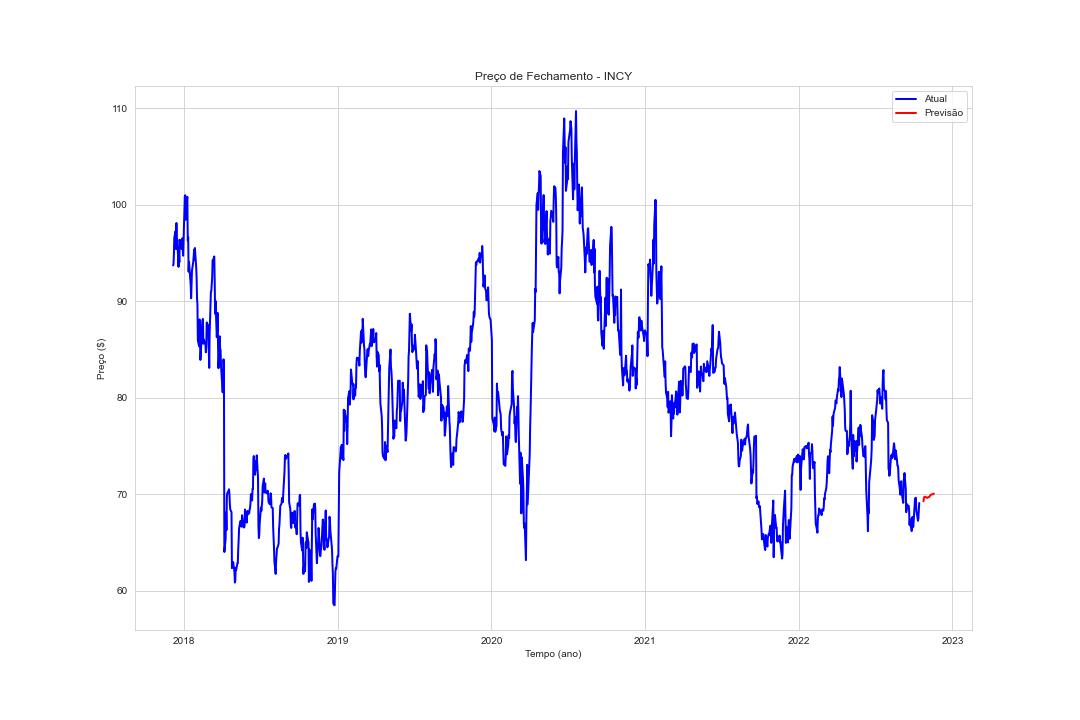 Preço de Fechamento - INCY
Atual
Previsão
110
100
90
80
70
60
Preço ($)
2018
2019
2020
2021
2022
2023
Tempo (ano)